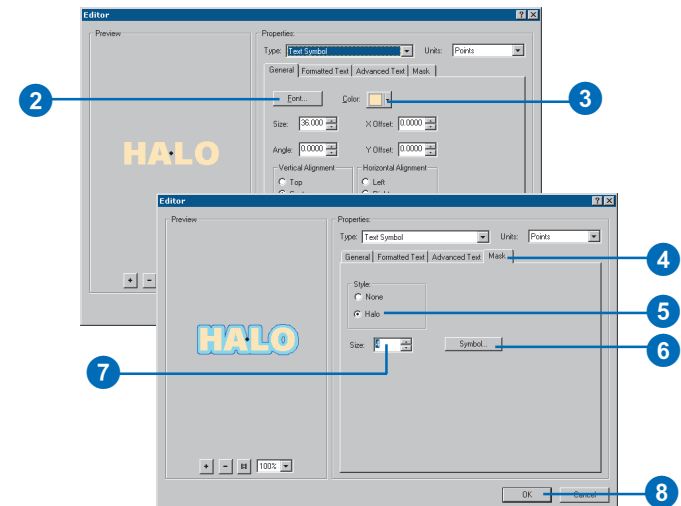 Editor
Preview
Properties:
Type: Text Symbol Units: Points
General Formatted Text Advanced Text Mask
2
Font... Color:
3
Size: 36.000 X Offset: 0.0000
Angle: 0.0000 Y Offset: 0.0000
HALO
Vertical Alignment Horizontal Alignment
Top Left
Editor
Preview
Properties:
Type: Text Symbol Units: Points
General Formatted Text Advanced Text Mask
4
Style:
None
Halo
5
HALO
Size: Symbol...
6
7
100%
OK Cancel
8